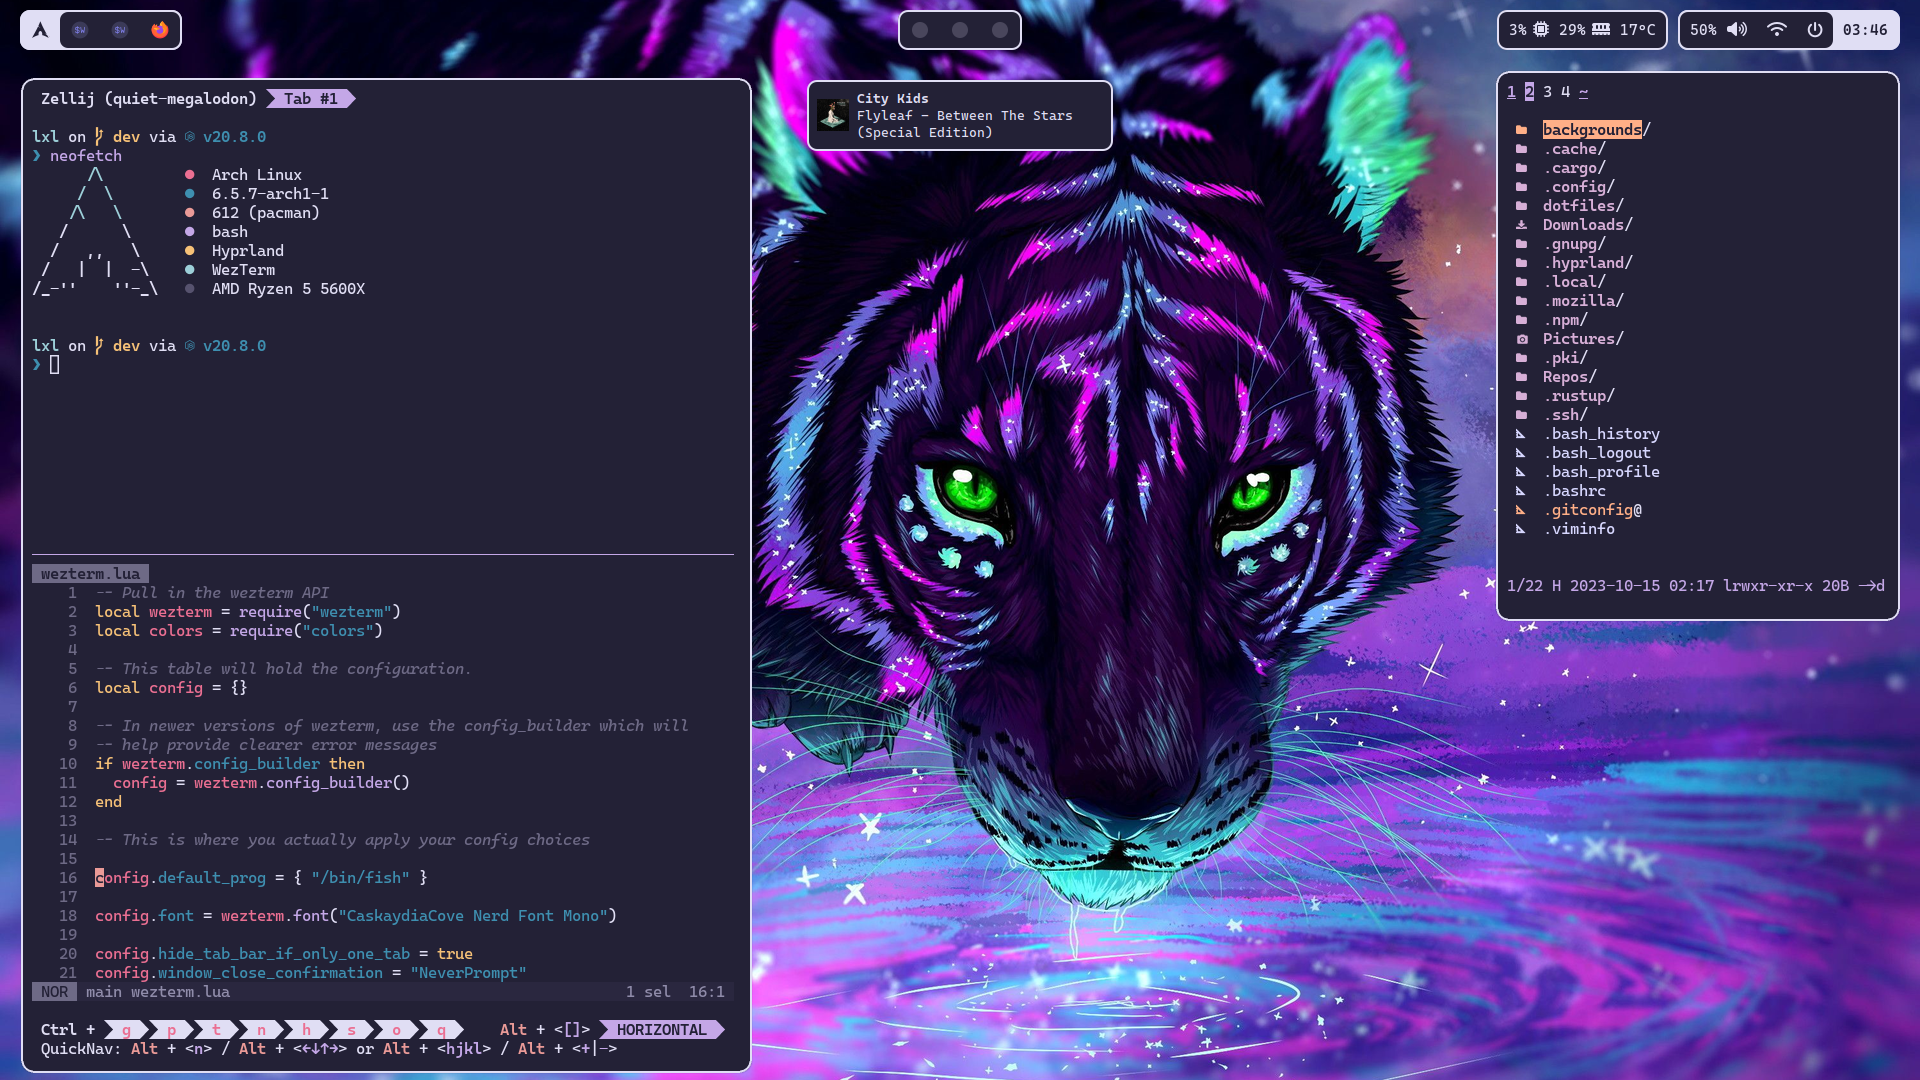 3% 29% 17°C 50% 03:46
Zellij (quiet-megalodon) Tab #1
lxl on dev via v20.8.0
❯ neofetch
Arch Linux
6.5.7-arch1-1
612 (pacman)
bash
Hyprland
WezTerm
AMD Ryzen 5 5600X
lxl on dev via v20.8.0
❯
wezterm.lua
1 -- Pull in the wezterm API
2 local wezterm = require("wezterm")
3 local colors = require("colors")
4
5 -- This table will hold the configuration.
6 local config = {}
7
8 -- In newer versions of wezterm, use the config_builder which will
9 -- help provide clearer error messages
10 if wezterm.config_builder then
11 config = wezterm.config_builder()
12 end
13
14 -- This is where you actually apply your config choices
15
16 config.default_prog = { "/bin/fish" }
17
18 config.font = wezterm.font("CaskaydiaCove Nerd Font Mono")
19
20 config.hide_tab_bar_if_only_one_tab = true
21 config.window_close_confirmation = "NeverPrompt"
NOR main wezterm.lua 1 sel 16:1
Ctrl + g p t n h s o q Alt + <[]> HORIZONTAL
QuickNav: Alt + <n> / Alt + <←↓↑→> or Alt + <hjkl> / Alt + <+|->
City Kids
Flyleaf - Between The Stars
(Special Edition)
1 2 3 4 ~
backgrounds/
.cache/
.cargo/
.config/
dotfiles/
Downloads/
.gnupg/
.hyprland/
.local/
.mozilla/
.npm/
Pictures/
.pki/
Repos/
.rustup/
.ssh/
.bash_history
.bash_logout
.bash_profile
.bashrc
.gitconfig@
.viminfo
1/22 H 2023-10-15 02:17 lrwxr-xr-x 20B ->d